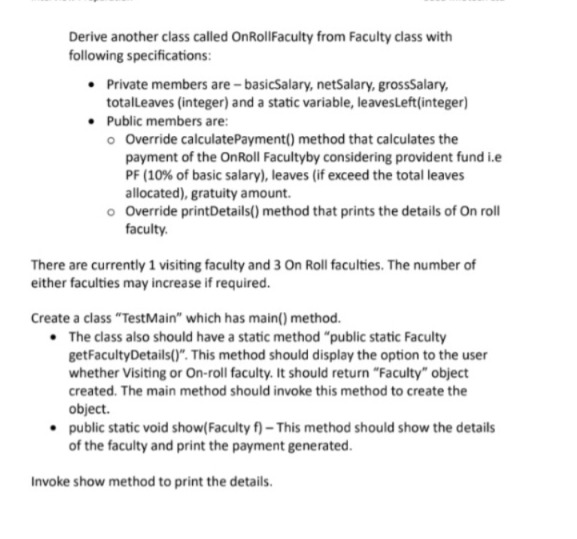 Derive another class called OnRollFaculty from Faculty class with
following specifications:
• Private members are – basicSalary, netSalary, grossSalary,
totalLeaves (integer) and a static variable, leavesLeft(integer)
• Public members are:
o Override calculatePayment() method that calculates the
payment of the OnRoll Facultyby considering provident fund i.e
PF (10% of basic salary), leaves (if exceed the total leaves
allocated), gratuity amount.
o Override printDetails() method that prints the details of On roll
faculty.
There are currently 1 visiting faculty and 3 On Roll faculties. The number of
either faculties may increase if required.
Create a class “TestMain” which has main() method.
• The class also should have a static method “public static Faculty
getFacultyDetails()”. This method should display the option to the user
whether Visiting or On-roll faculty. It should return “Faculty” object
created. The main method should invoke this method to create the
object.
• public static void show(Faculty f) – This method should show the details
of the faculty and print the payment generated.
Invoke show method to print the details.